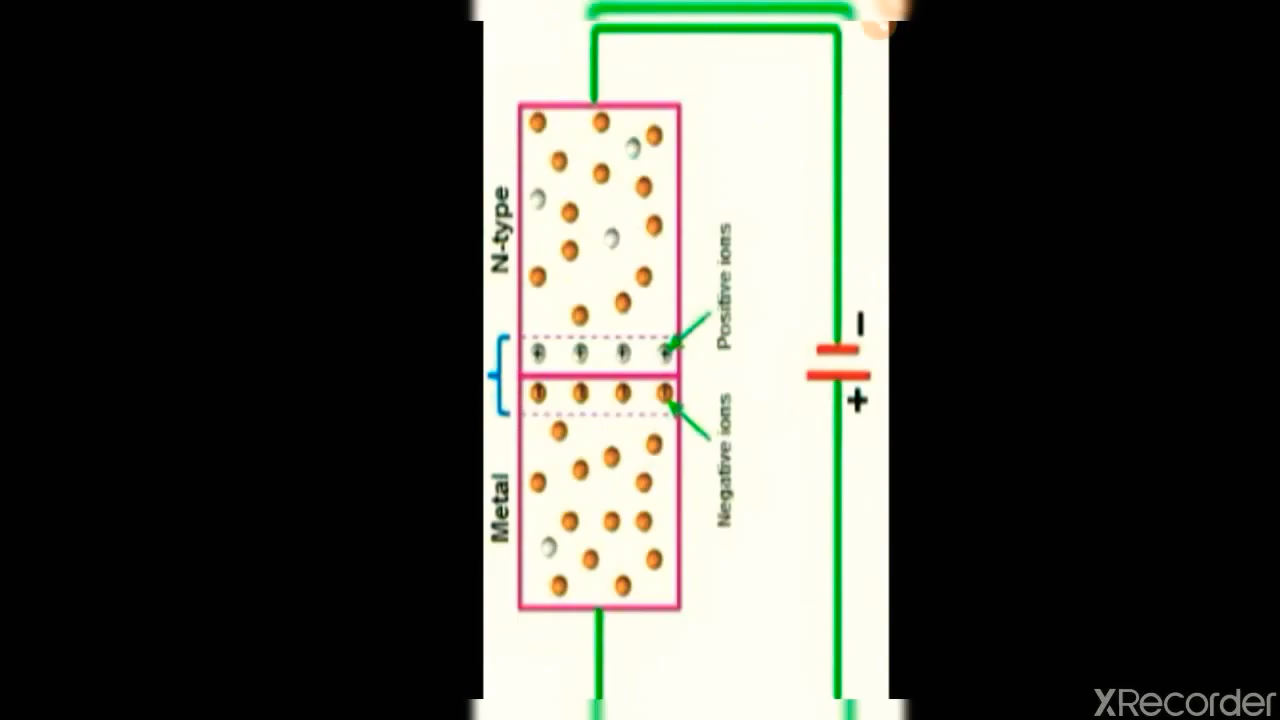 Metal
N-type
Negative ions
Positive ions
+
−
XRecorder